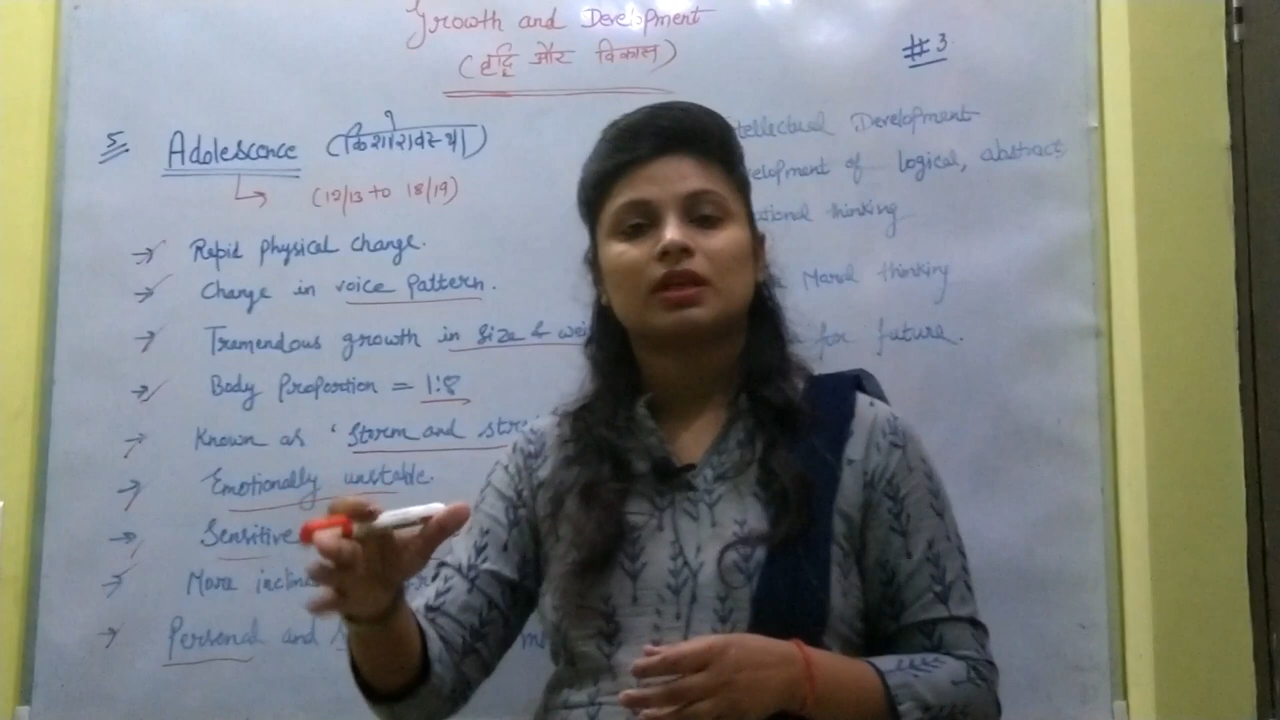 Growth and Development
(वृद्धि और विकास)
#3
5 Adolescence (किशोरावस्था)
(12/13 to 18/19)
→ Rapid physical change.
→ Change in voice pattern.
→ Tremendous growth in size &
→ Body Proportion = 1:8
→ Known as 'Storm and
→ Emotionally unstable.
→ Sensitive
→ More
→ Personal and
Development
of logical, abstract
thinking
Moral thinking
for future.